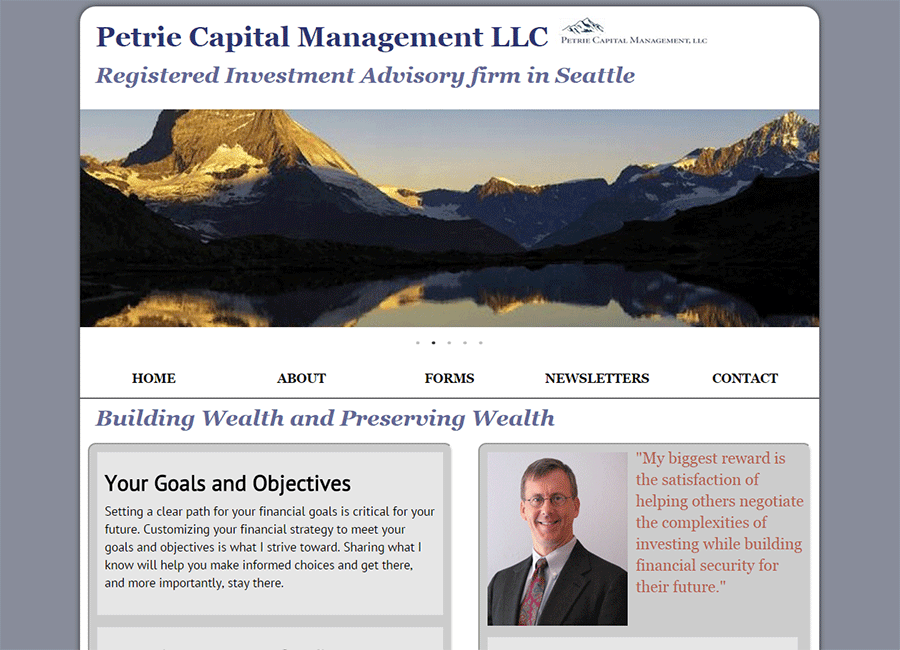 Petrie Capital Management LLC
PETRIE CAPITAL MANAGEMENT, LLC
Registered Investment Advisory firm in Seattle
HOME ABOUT FORMS NEWSLETTERS CONTACT
Building Wealth and Preserving Wealth
Your Goals and Objectives
Setting a clear path for your financial goals is critical for your
future. Customizing your financial strategy to meet your
goals and objectives is what I strive toward. Sharing what I
know will help you make informed choices and get there,
and more importantly, stay there.
"My biggest reward is
the satisfaction of
helping others negotiate
the complexities of
investing while building
financial security for
their future."